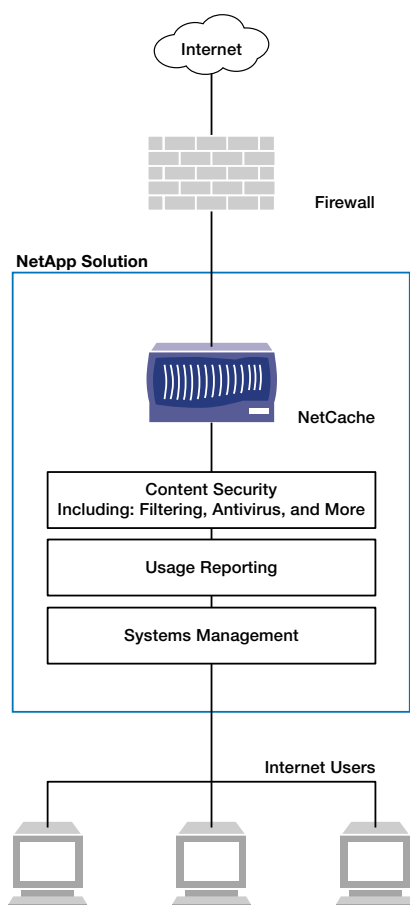 Internet
Firewall
NetApp Solution
NetCache
Content Security
Including: Filtering, Antivirus, and More
Usage Reporting
Systems Management
Internet Users